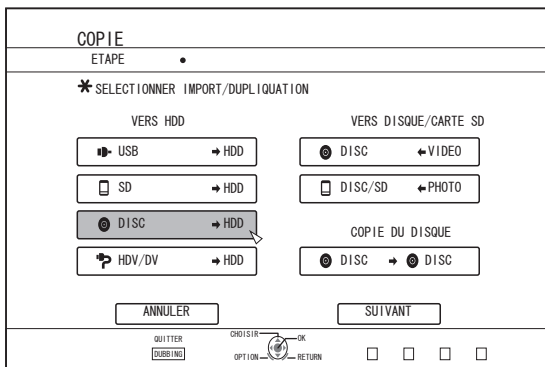 COPIE
ETAPE
SELECTIONNER IMPORT/DUPLIQUATION
VERS HDD
USB → HDD
SD → HDD
DISC → HDD
HDV/DV → HDD
VERS DISQUE/CARTE SD
DISC ← VIDEO
DISC/SD ← PHOTO
COPIE DU DISQUE
DISC → DISC
ANNULER
SUIVANT
QUITTER
DUBBING
CHOISIR
OK
OPTION
RETURN